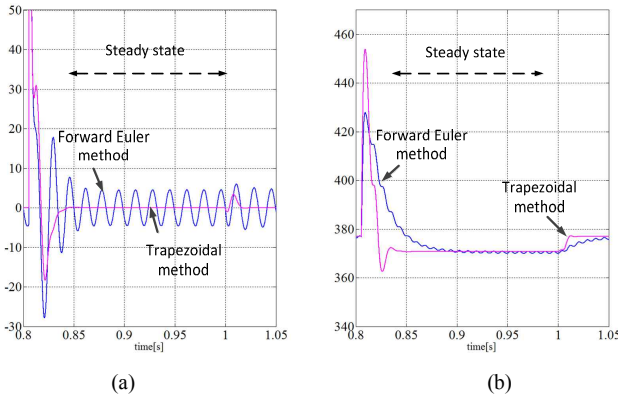 50
40
30
20
10
0
-10
-20
-30
0.8
0.85
0.9
0.95
1
1.05
time[s]
Steady state
Forward Euler
method
Trapezoidal
method
(a)
460
440
420
400
380
360
340
0.8
0.85
0.9
0.95
1
1.05
time[s]
Steady state
Forward Euler
method
Trapezoidal
method
(b)